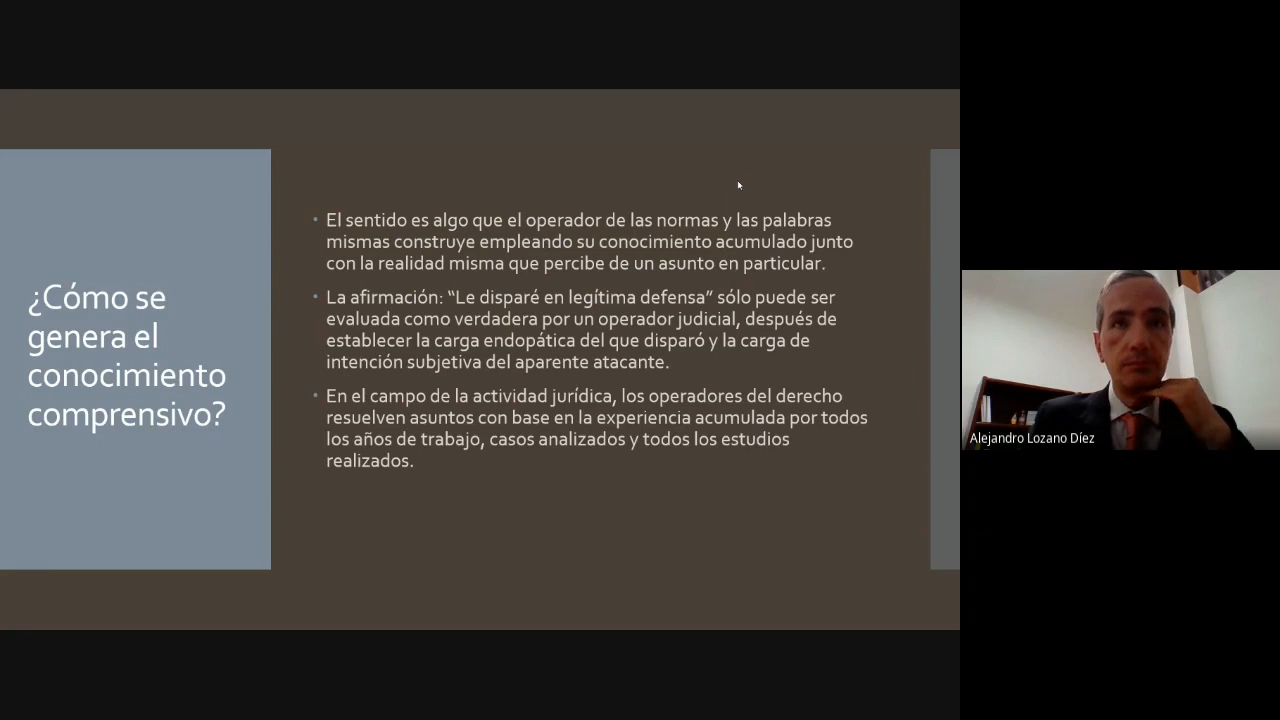 ¿Cómo se
genera el
conocimiento
comprensivo?
• El sentido es algo que el operador de las normas y las palabras
mismas construye empleando su conocimiento acumulado junto
con la realidad misma que percibe de un asunto en particular.
• La afirmación: “Le disparé en legítima defensa” sólo puede ser
evaluada como verdadera por un operador judicial, después de
establecer la carga endopática del que disparó y la carga de
intención subjetiva del aparente atacante.
• En el campo de la actividad jurídica, los operadores del derecho
resuelven asuntos con base en la experiencia acumulada por todos
los años de trabajo, casos analizados y todos los estudios
realizados.
Alejandro Lozano Díez